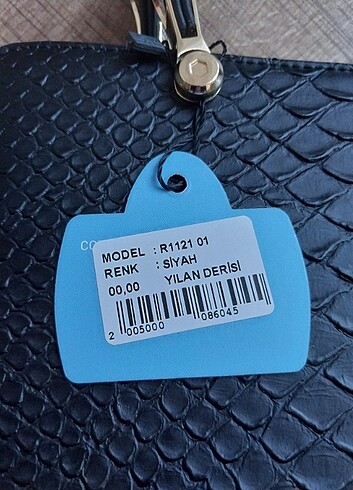 MODEL : R1121 01
RENK : SİYAH
00,00 YILAN DERİSİ
2 005000 086045